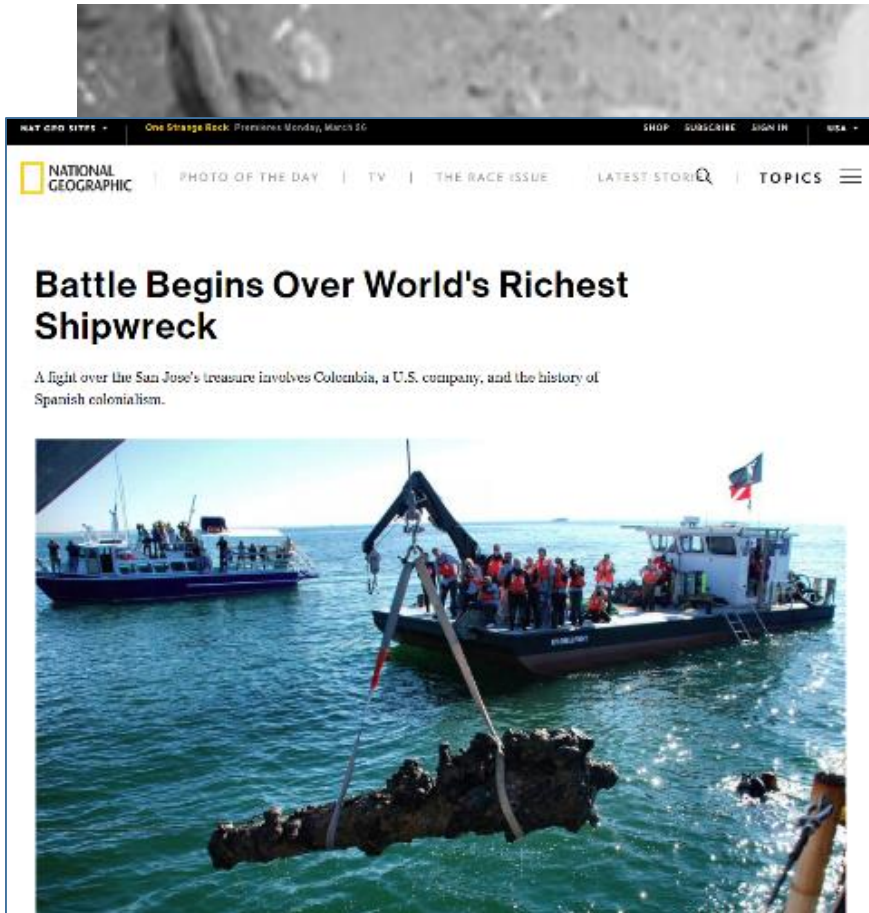 NAT GEO SITES
One Strange Rock Premieres Monday, March 26
SHOP SUBSCRIBE SIGN IN USA
NATIONAL GEOGRAPHIC
PHOTO OF THE DAY | TV | THE RACE ISSUE LATEST STORIE | TOPICS
Battle Begins Over World's Richest
Shipwreck
A fight over the San Jose's treasure involves Colombia, a U.S. company, and the history of
Spanish colonialism.